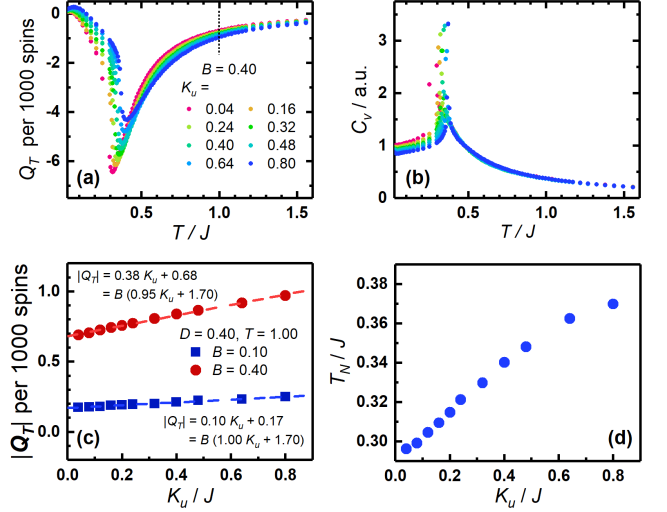 0
-2
-4
-6
Q_T per 1000 spins
B = 0.40
K_u =
0.04
0.16
0.24
0.32
0.40
0.48
0.64
0.80
(a)
0.5
1.0
1.5
T / J
3
2
1
0
C_v / a.u.
(b)
0.5
1.0
1.5
T / J
|Q_T| = 0.38 K_u + 0.68
= B (0.95 K_u + 1.70)
1.0
0.5
0.0
|Q_T| per 1000 spins
D = 0.40, T = 1.00
B = 0.10
B = 0.40
|Q_T| = 0.10 K_u + 0.17
= B (1.00 K_u + 1.70)
(c)
0.0
0.2
0.4
0.6
0.8
K_u / J
0.38
0.36
0.34
0.32
0.30
T_N / J
(d)
0.0
0.2
0.4
0.6
0.8
K_u / J